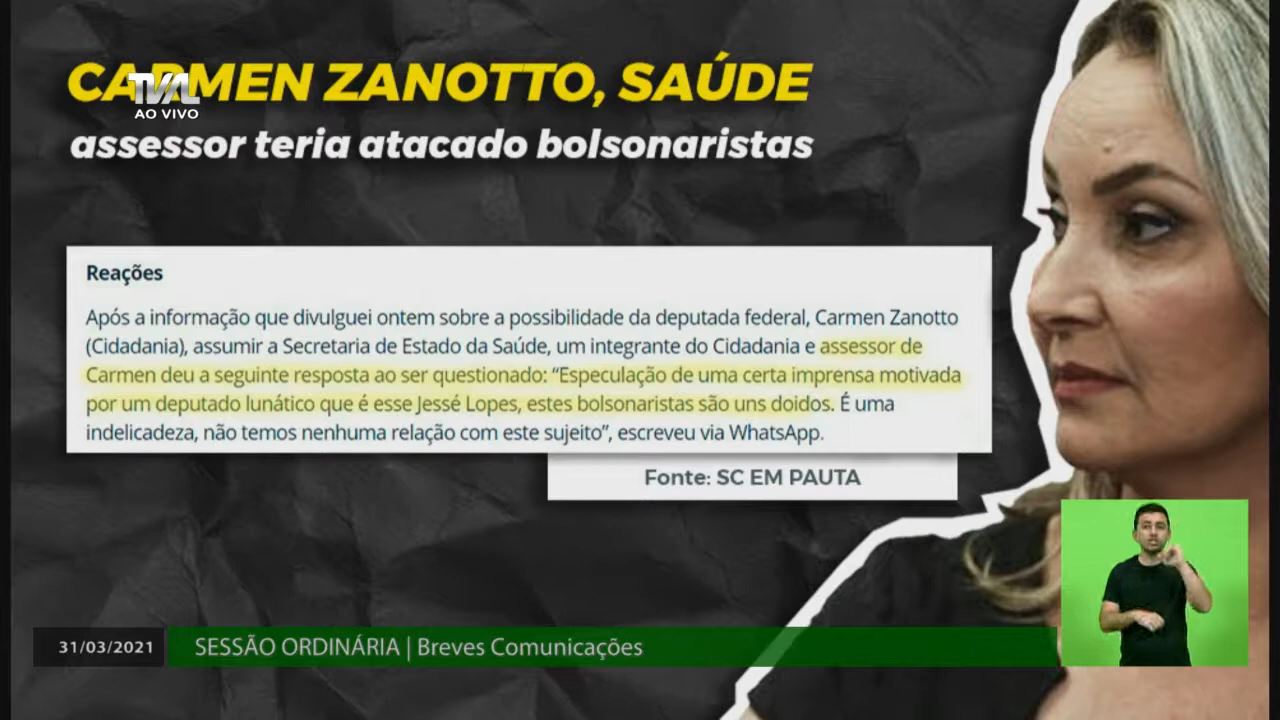 CARMEN ZANOTTO, SAÚDE
TVAL
AO VIVO
assessor teria atacado bolsonaristas
Reações
Após a informação que divulguei ontem sobre a possibilidade da deputada federal, Carmen Zanotto
(Cidadania), assumir a Secretaria de Estado da Saúde, um integrante do Cidadania e assessor de
Carmen deu a seguinte resposta ao ser questionado: “Especulação de uma certa imprensa motivada
por um deputado lunático que é esse Jessé Lopes, estes bolsonaristas são uns doidos. É uma
indelicadeza, não temos nenhuma relação com este sujeito”, escreveu via WhatsApp.
Fonte: SC EM PAUTA
31/03/2021
SESSÃO ORDINÁRIA | Breves Comunicações